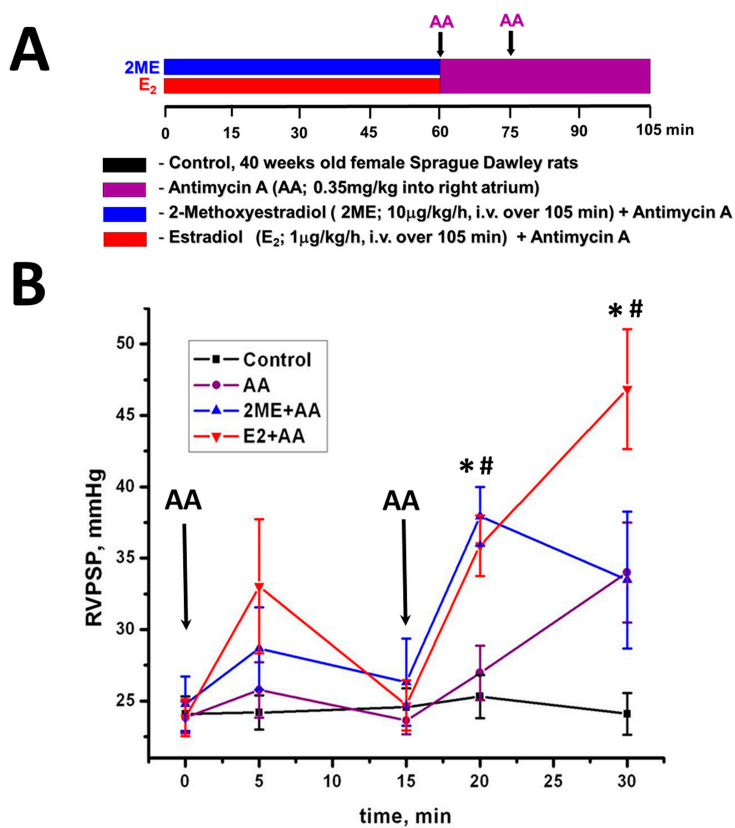 A
AA AA
2ME
E2
0 15 30 45 60 75 90 105 min
- Control, 40 weeks old female Sprague Dawley rats
- Antimycin A (AA; 0.35mg/kg into right atrium)
- 2-Methoxyestradiol ( 2ME; 10µg/kg/h, i.v. over 105 min) + Antimycin A
- Estradiol (E2; 1µg/kg/h, i.v. over 105 min) + Antimycin A
B
* #
50
Control
AA
2ME+AA
E2+AA
45
* #
40
AA AA
35
30
25
RVPSP, mmHg
0 5 10 15 20 25 30
time, min